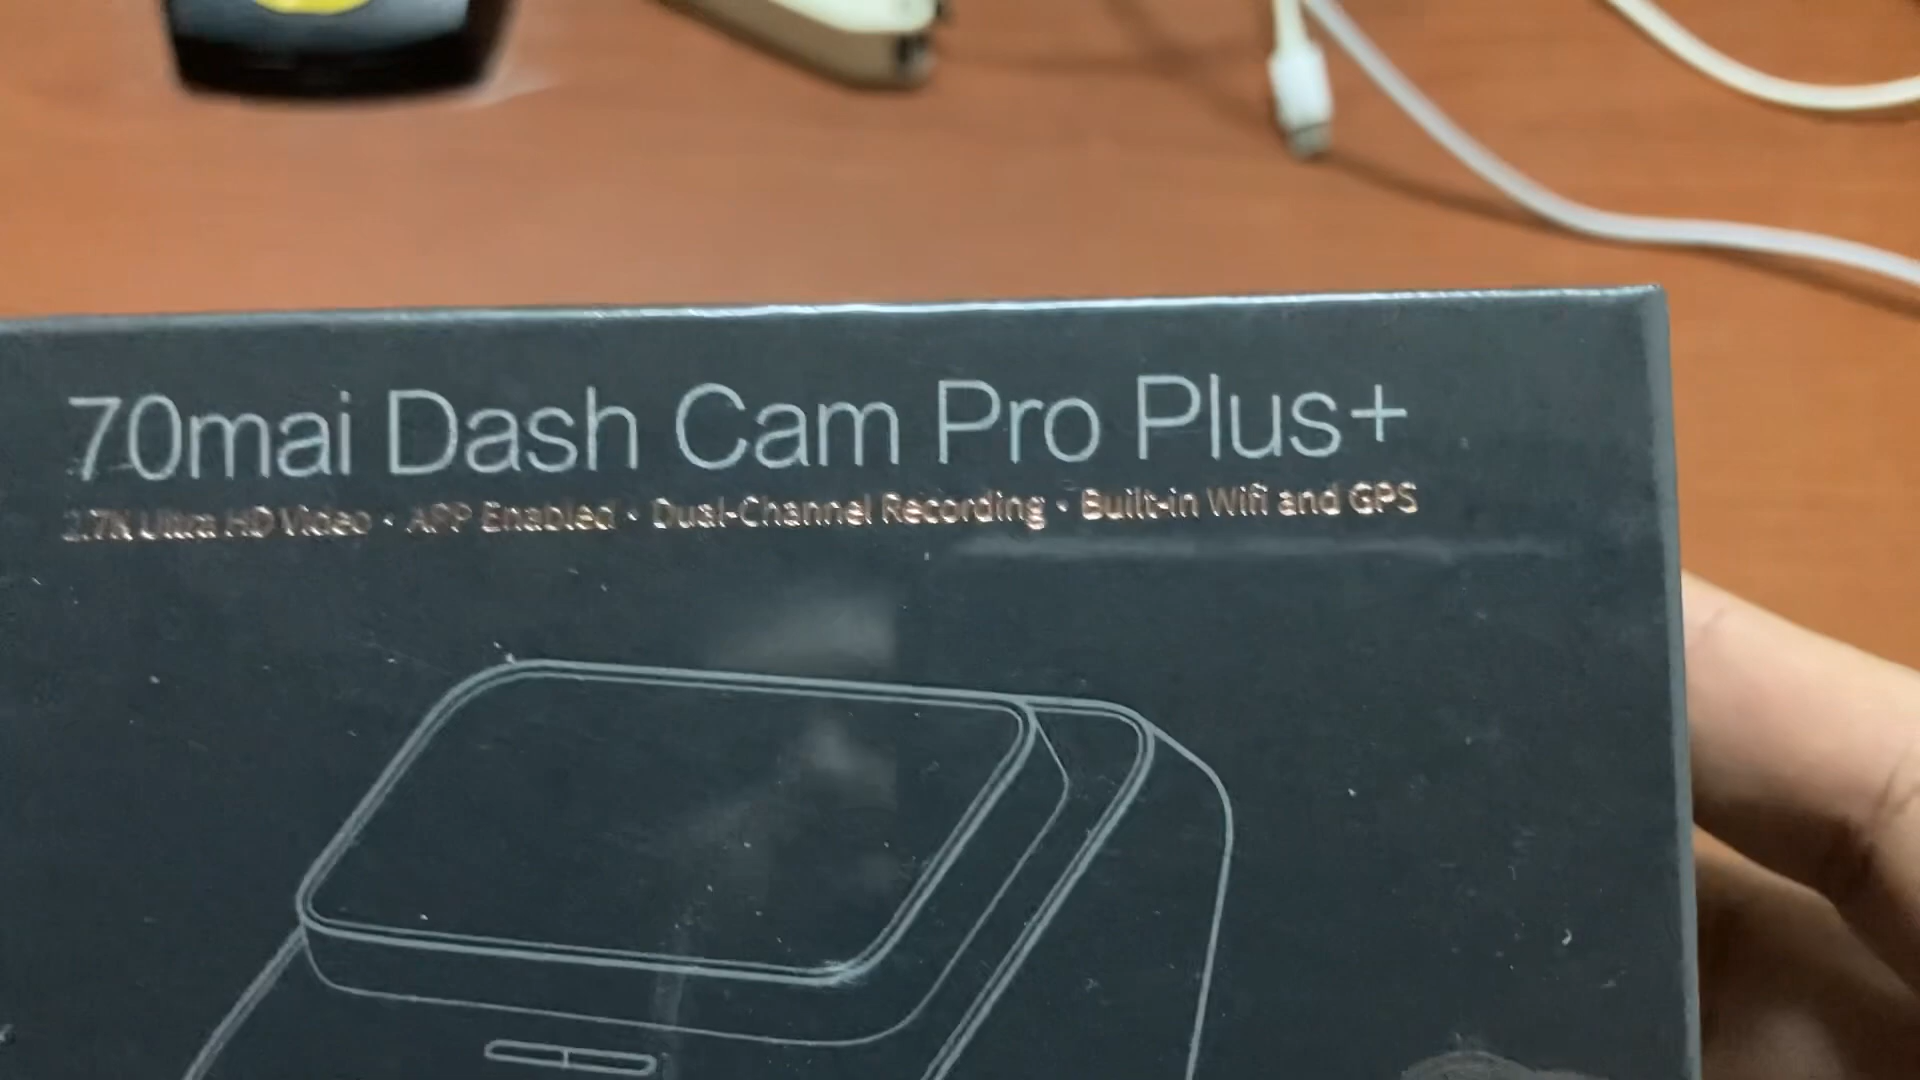 70mai Dash Cam Pro Plus+
2.7K Ultra HD Video · APP Enabled · Dual-Channel Recording · Built-in Wifi and GPS